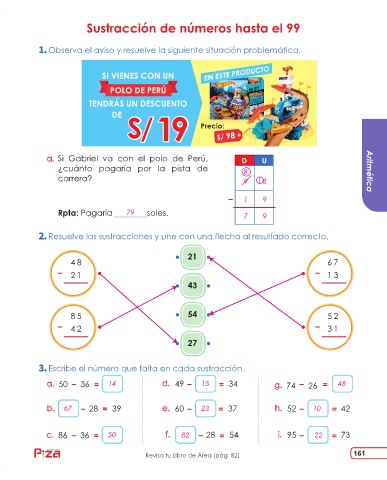 Sustracción de números hasta el 99
1. Observa el aviso y resuelve la siguiente situación problemática.
SI VIENES CON UN
POLO DE PERÚ
TENDRÁS UN DESCUENTO
DE
S/ 19
EN ESTE PRODUCTO
Precio:
S/ 98
a. Si Gabriel va con el polo de Perú,
¿cuánto pagaría por la pista de
carrera?
Rpta: Pagaría 79 soles.
D U
8
9 18
- 1 9
7 9
Aritmética
2. Resuelve las sustracciones y une con una flecha al resultado correcto.
48
- 21
85
- 42
21
43
54
27
67
- 13
52
- 31
3. Escribe el número que falta en cada sustracción.
a. 50 - 36 = 14
d. 49 - 15 = 34
g. 74 - 26 = 48
b. 67 - 28 = 39
e. 60 - 23 = 37
h. 52 - 10 = 42
c. 86 - 36 = 50
f. 82 - 28 = 54
i. 95 - 22 = 73
Revisa tu Libro de Área (pág. 82)
161